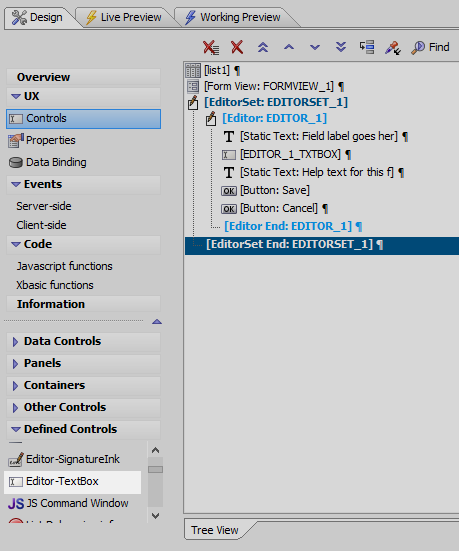 Design
Live Preview
Working Preview
Find
Overview
UX
Controls
Properties
Data Binding
Events
Server-side
Client-side
Code
Javascript functions
Xbasic functions
Information
Data Controls
Panels
Containers
Other Controls
Defined Controls
Editor-SignatureInk
Editor-TextBox
JS JS Command Window
[list1] ¶
[Form View: FORMVIEW_1] ¶
[EditorSet: EDITORSET_1]
[Editor: EDITOR_1]
T [Static Text: Field label goes her] ¶
[EDITOR_1_TXTBOX] ¶
T [Static Text: Help text for this f] ¶
OK [Button: Save]
OK [Button: Cancel] ¶
[Editor End: EDITOR_1] ¶
[EditorSet End: EDITORSET_1] ¶
Tree View